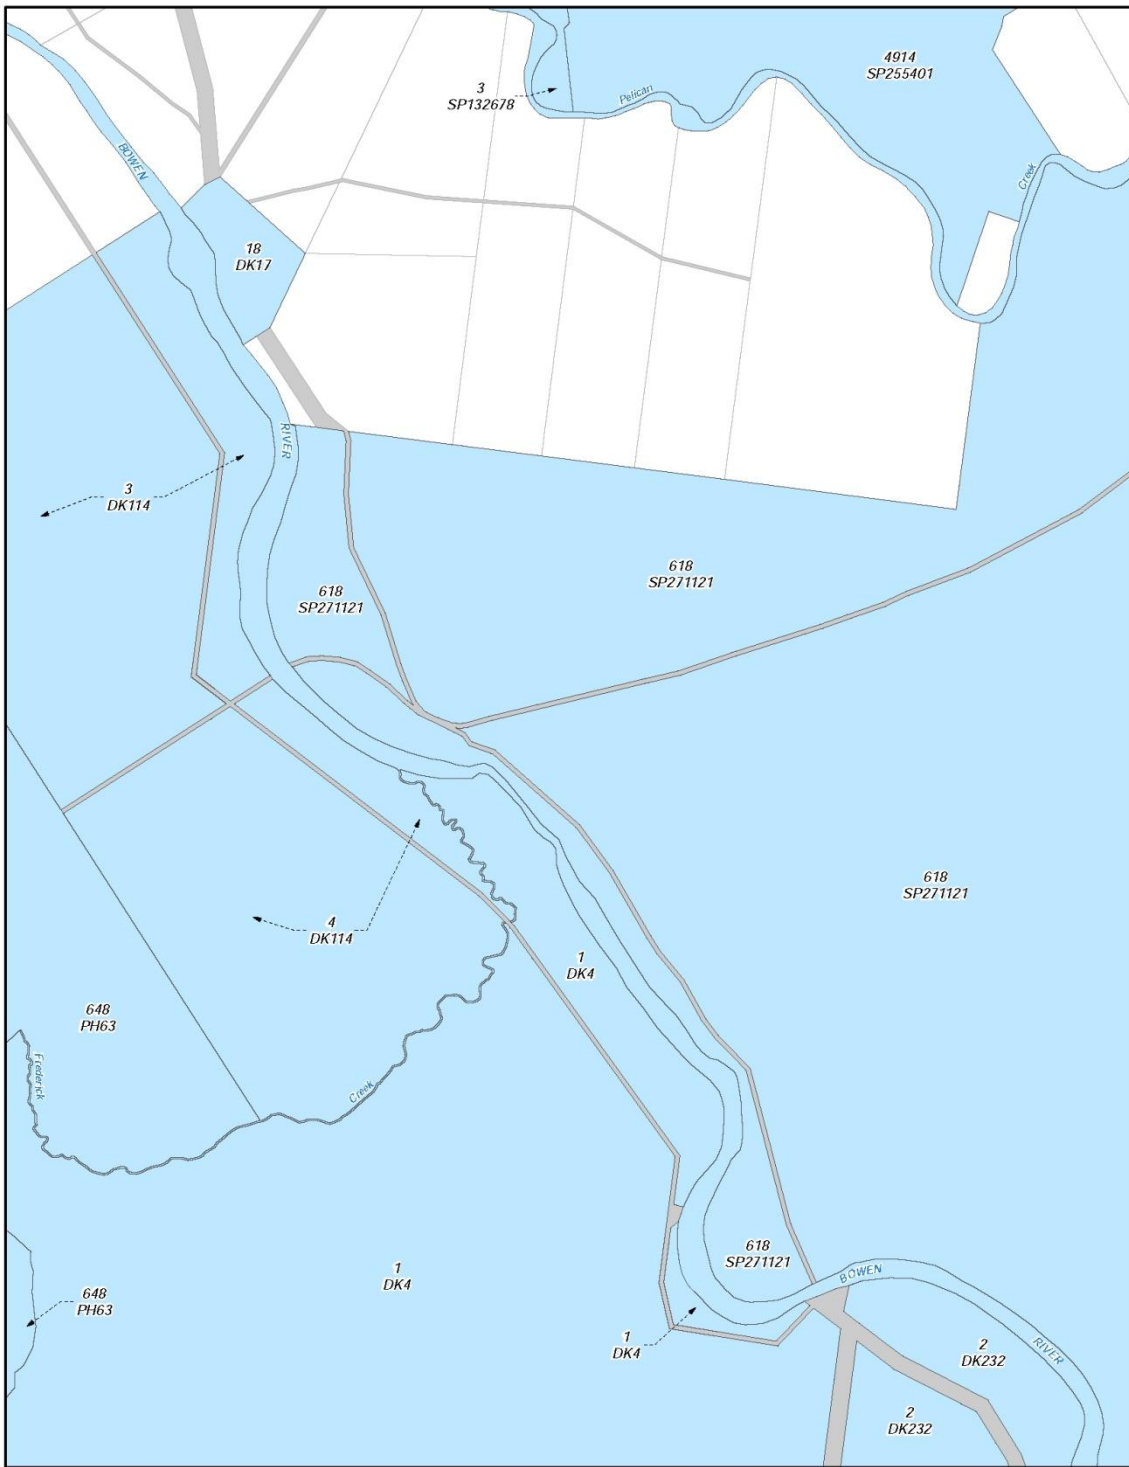 4914
SP255401
3
SP132678
Pelican
Creek
BOWEN
18
DK17
RIVER
3
DK114
618
SP271121
618
SP271121
618
SP271121
4
DK114
1
DK4
648
PH63
Frederick
Creek
618
SP271121
1
DK4
BOWEN
648
PH63
1
DK4
RIVER
2
DK232
2
DK232